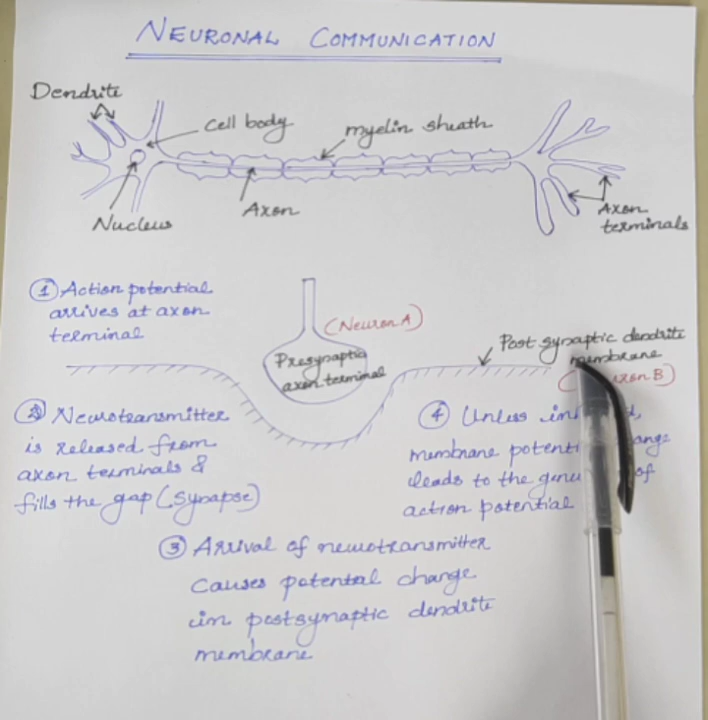 NEURONAL COMMUNICATION
Dendrite
Cell body
myelin sheath
Nucleus
Axon
Axon
terminals
① Action potential
arrives at axon
terminal
(Neuron A)
Presynaptic
axon terminal
Post synaptic dendrite
membrane
B)
② Neurotransmitter
is released from
axon terminals &
fills the gap (synapse)
④ Unless
membrane
leads to the of
action potential
③ Arrival of neurotransmitter
causes potential change
in postsynaptic dendrite
membrane